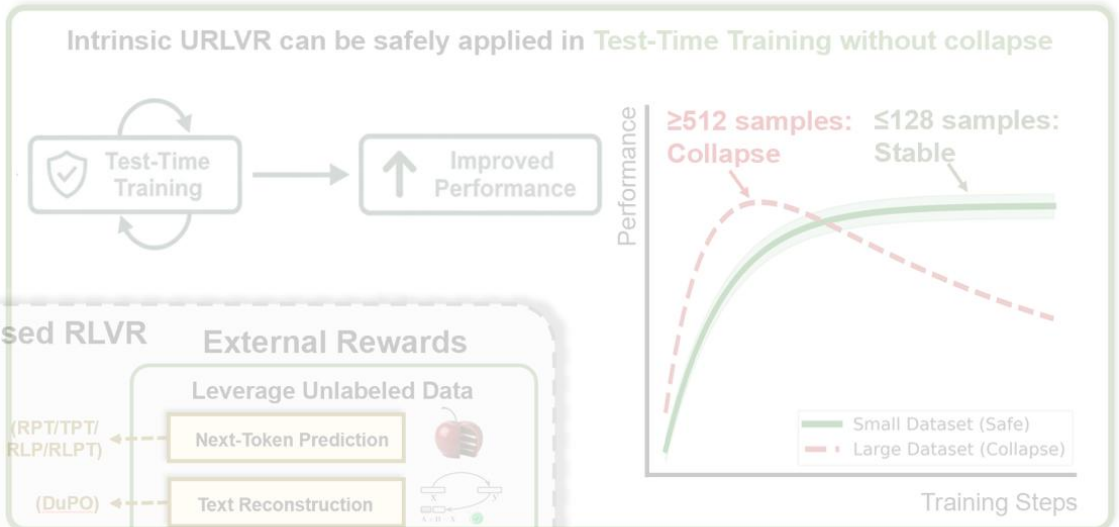 Intrinsic URLVR can be safely applied in Test-Time Training without collapse
Test-Time
Training
Improved
Performance
Performance
≥512 samples:
Collapse
≤128 samples:
Stable
Small Dataset (Safe)
Large Dataset (Collapse)
Training Steps
sed RLVR
External Rewards
Leverage Unlabeled Data
(RPT/TPT/
RLP/RLPT)
Next-Token Prediction
(DuPO)
Text Reconstruction
X